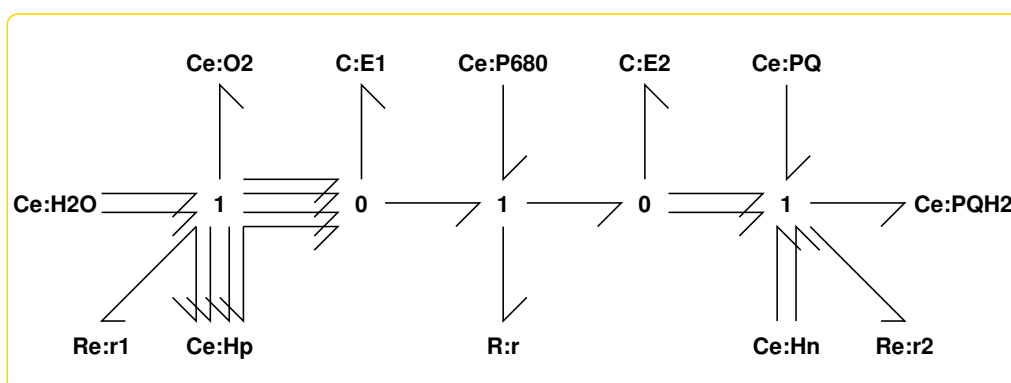 Ce:O2 C:E1 Ce:P680 C:E2 Ce:PQ
Ce:H2O 1 0 1 0 1 Ce:PQH2
Re:r1 Ce:Hp R:r Ce:Hn Re:r2